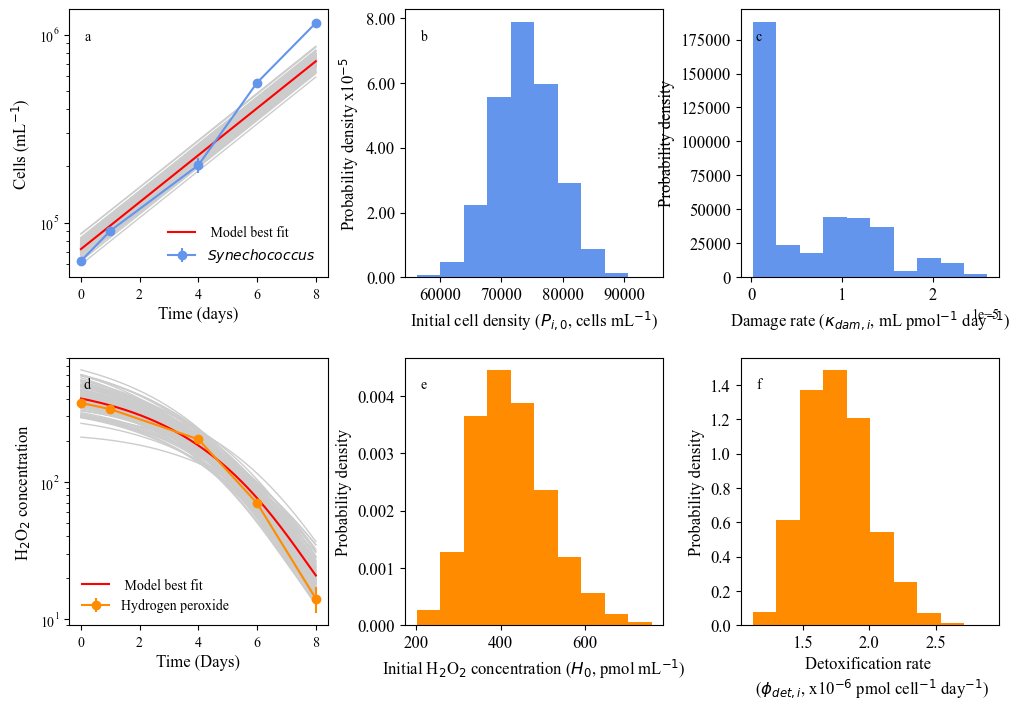 a
10^6
10^5
Cells (mL^−1)
Model best fit
Synechococcus
0 2 4 6 8
Time (days)
b
8.00
6.00
4.00
2.00
0.00
Probability density x10^−5
60000 70000 80000 90000
Initial cell density (P_{i,0}, cells mL^−1)
c
175000
150000
125000
100000
75000
50000
25000
0
Probability density
0 1 2
1e−5
Damage rate (κ_{dam,i}, mL pmol^−1 day^−1)
d
10^2
10^1
H_2O_2 concentration
Model best fit
Hydrogen peroxide
0 2 4 6 8
Time (Days)
e
0.004
0.003
0.002
0.001
0.000
Probability density
200 400 600
Initial H_2O_2 concentration (H_0, pmol mL^−1)
f
1.4
1.2
1.0
0.8
0.6
0.4
0.2
0.0
Probability density
1.5 2.0 2.5
Detoxification rate
(ϕ_{det,i}, x10^−6 pmol cell^−1 day^−1)